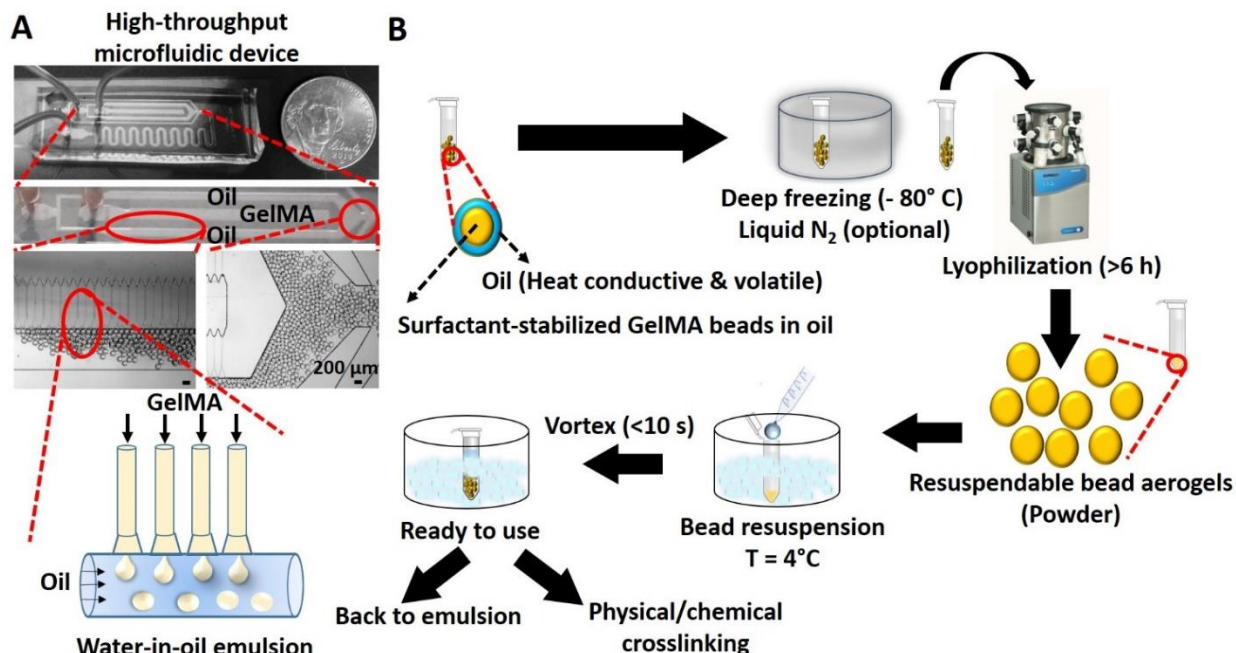 A
High-throughput
microfluidic device
Oil
GelMA
Oil
200 µm
GelMA
Oil
Water-in-oil emulsion
B
Deep freezing (- 80° C)
Liquid N₂ (optional)
Lyophilization (>6 h)
Oil (Heat conductive & volatile)
Surfactant-stabilized GelMA beads in oil
Resuspendable bead aerogels
(Powder)
Bead resuspension
T = 4°C
Vortex (<10 s)
Ready to use
Back to emulsion
Physical/chemical
crosslinking